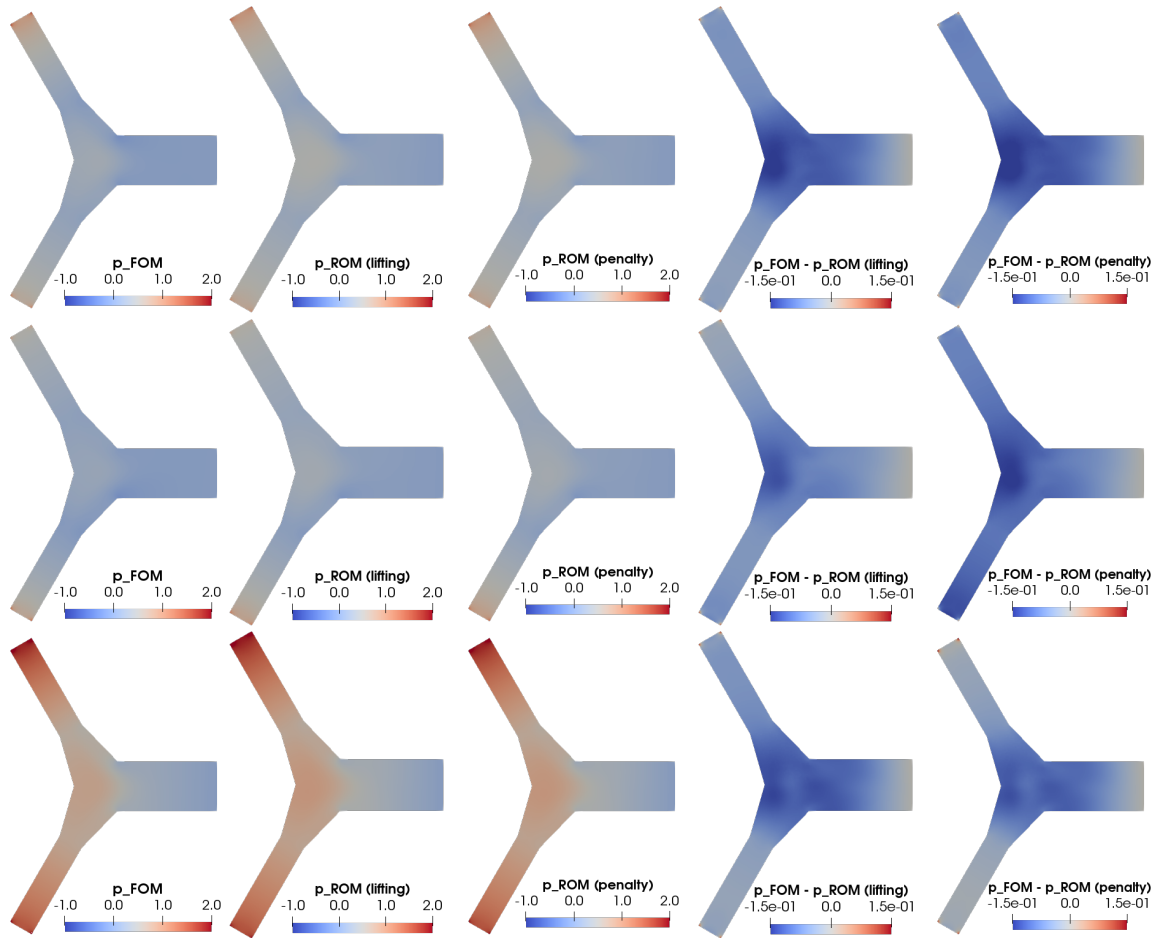 p_FOM
-1.0 0.0 1.0 2.0
p_ROM (lifting)
-1.0 0.0 1.0 2.0
p_ROM (penalty)
-1.0 0.0 1.0 2.0
p_FOM - p_ROM (lifting)
-1.5e-01 0.0 1.5e-01
p_FOM - p_ROM (penalty)
-1.5e-01 0.0 1.5e-01
p_FOM
-1.0 0.0 1.0 2.0
p_ROM (lifting)
-1.0 0.0 1.0 2.0
p_ROM (penalty)
-1.0 0.0 1.0 2.0
p_FOM - p_ROM (lifting)
-1.5e-01 0.0 1.5e-01
p_FOM - p_ROM (penalty)
-1.5e-01 0.0 1.5e-01
p_FOM
-1.0 0.0 1.0 2.0
p_ROM (lifting)
-1.0 0.0 1.0 2.0
p_ROM (penalty)
-1.0 0.0 1.0 2.0
p_FOM - p_ROM (lifting)
-1.5e-01 0.0 1.5e-01
p_FOM - p_ROM (penalty)
-1.5e-01 0.0 1.5e-01